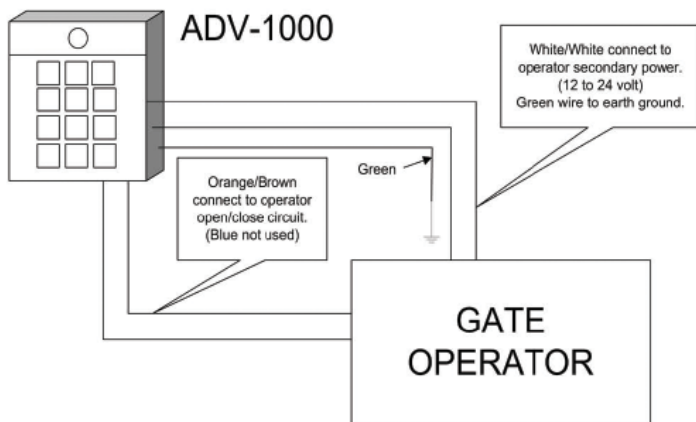 ADV-1000
White/White connect to
operator secondary power.
(12 to 24 volt)
Green wire to earth ground.
Green
Orange/Brown
connect to operator
open/close circuit.
(Blue not used)
GATE
OPERATOR